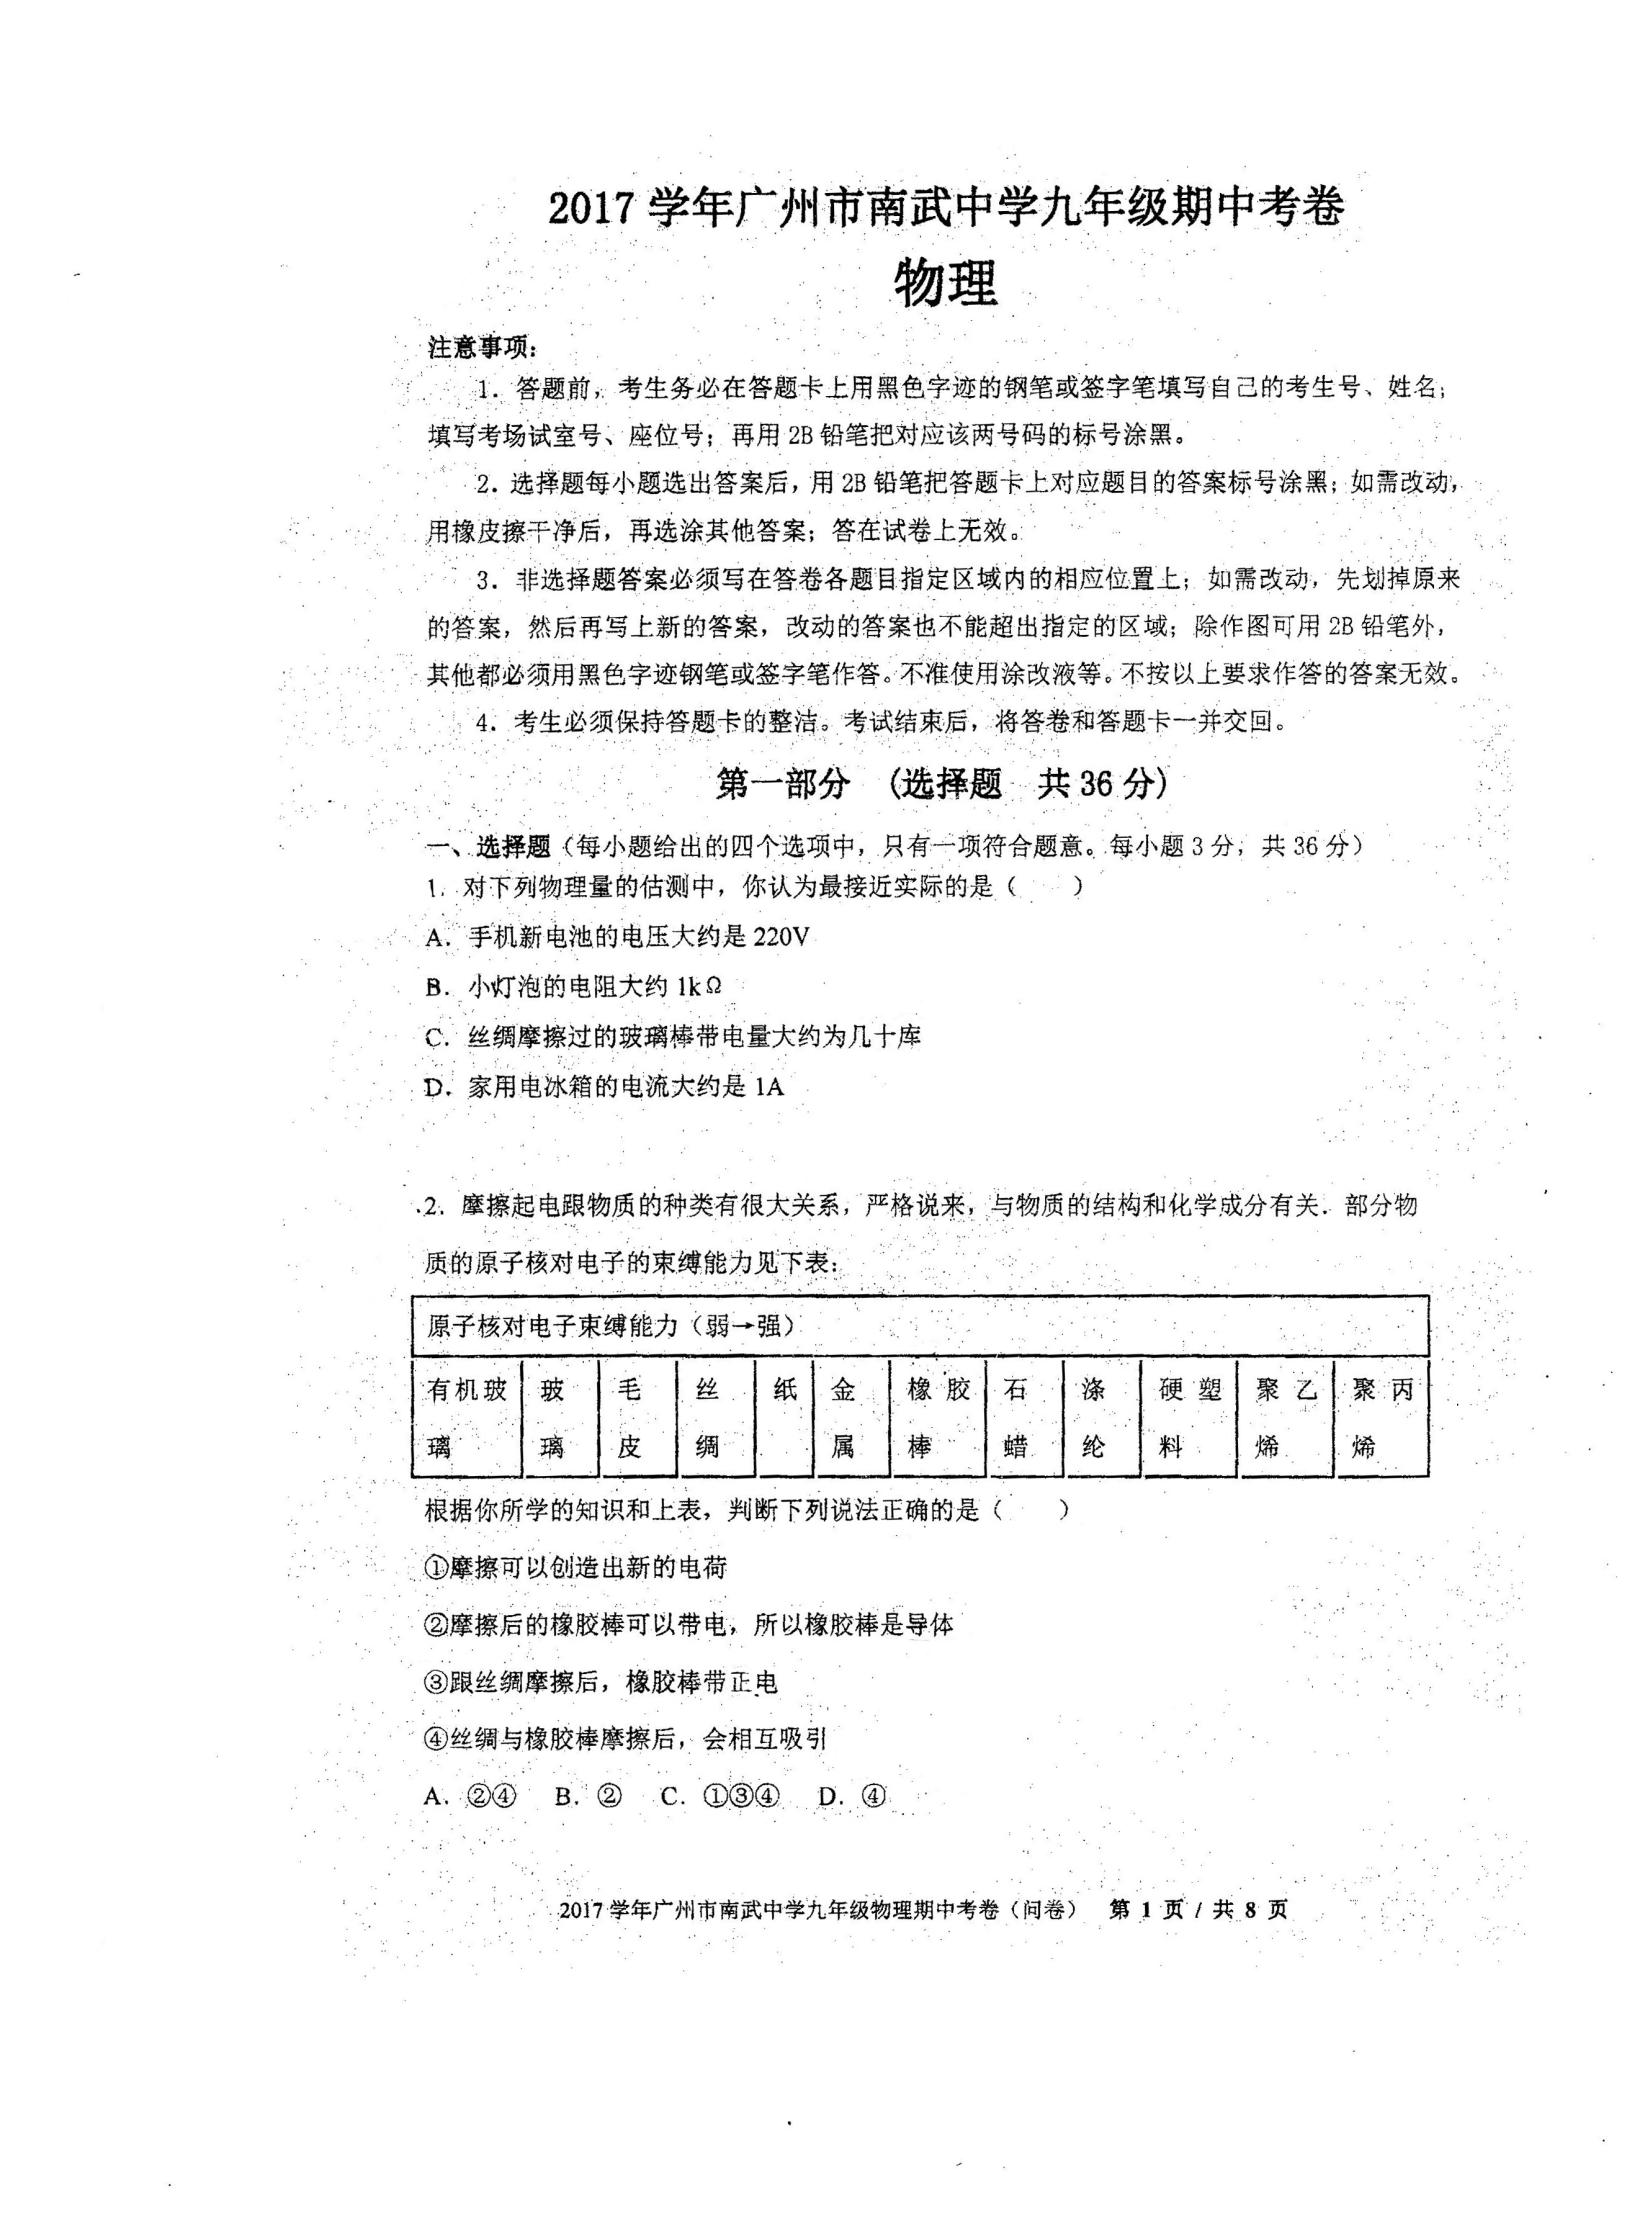 2017学年广州市南武中学九年级期中考卷
物理
注意事项:
1. 答题前，考生务必在答题卡上用黑色字迹的钢笔或签字笔填写自己的考生号、姓名；
填写考场试室号、座位号；再用 2B 铅笔把对应该两号码的标号涂黑。
2. 选择题每小题选出答案后，用 2B 铅笔把答题卡上对应题目的答案标号涂黑；如需改动，
用橡皮擦干净后，再选涂其他答案；答在试卷上无效。
3. 非选择题答案必须写在答卷各题目指定区域内的相应位置上；如需改动，先划掉原来
的答案，然后再写上新的答案，改动的答案也不能超出指定的区域；除作图可用 2B 铅笔外，
其他都必须用黑色字迹钢笔或签字笔作答。不准使用涂改液等。不按以上要求作答的答案无效。
4. 考生必须保持答题卡的整洁。考试结束后，将答卷和答题卡一并交回。
第一部分 (选择题 共 36 分)
一、选择题（每小题给出的四个选项中，只有一项符合题意。每小题 3 分，共 36 分）
1. 对下列物理量的估测中，你认为最接近实际的是（ ）
A. 手机新电池的电压大约是 220V
B. 小灯泡的电阻大约 1kΩ
C. 丝绸摩擦过的玻璃棒带电量大约为几十库
D. 家用电冰箱的电流大约是 1A
2. 摩擦起电跟物质的种类有很大关系，严格说来，与物质的结构和化学成分有关．部分物
质的原子核对电子的束缚能力见下表：
原子核对电子束缚能力（弱→强）
有机玻璃 玻璃 毛皮 丝绸 纸 金属 橡胶棒 石蜡 涤纶 硬塑料 聚乙烯 聚丙烯
根据你所学的知识和上表，判断下列说法正确的是（ ）
①摩擦可以创造出新的电荷
②摩擦后的橡胶棒可以带电，所以橡胶棒是导体
③跟丝绸摩擦后，橡胶棒带正电
④丝绸与橡胶棒摩擦后，会相互吸引
A. ②④ B. ② C. ①③④ D. ④
2017 学年广州市南武中学九年级物理期中考卷（问卷） 第 1 页 / 共 8 页